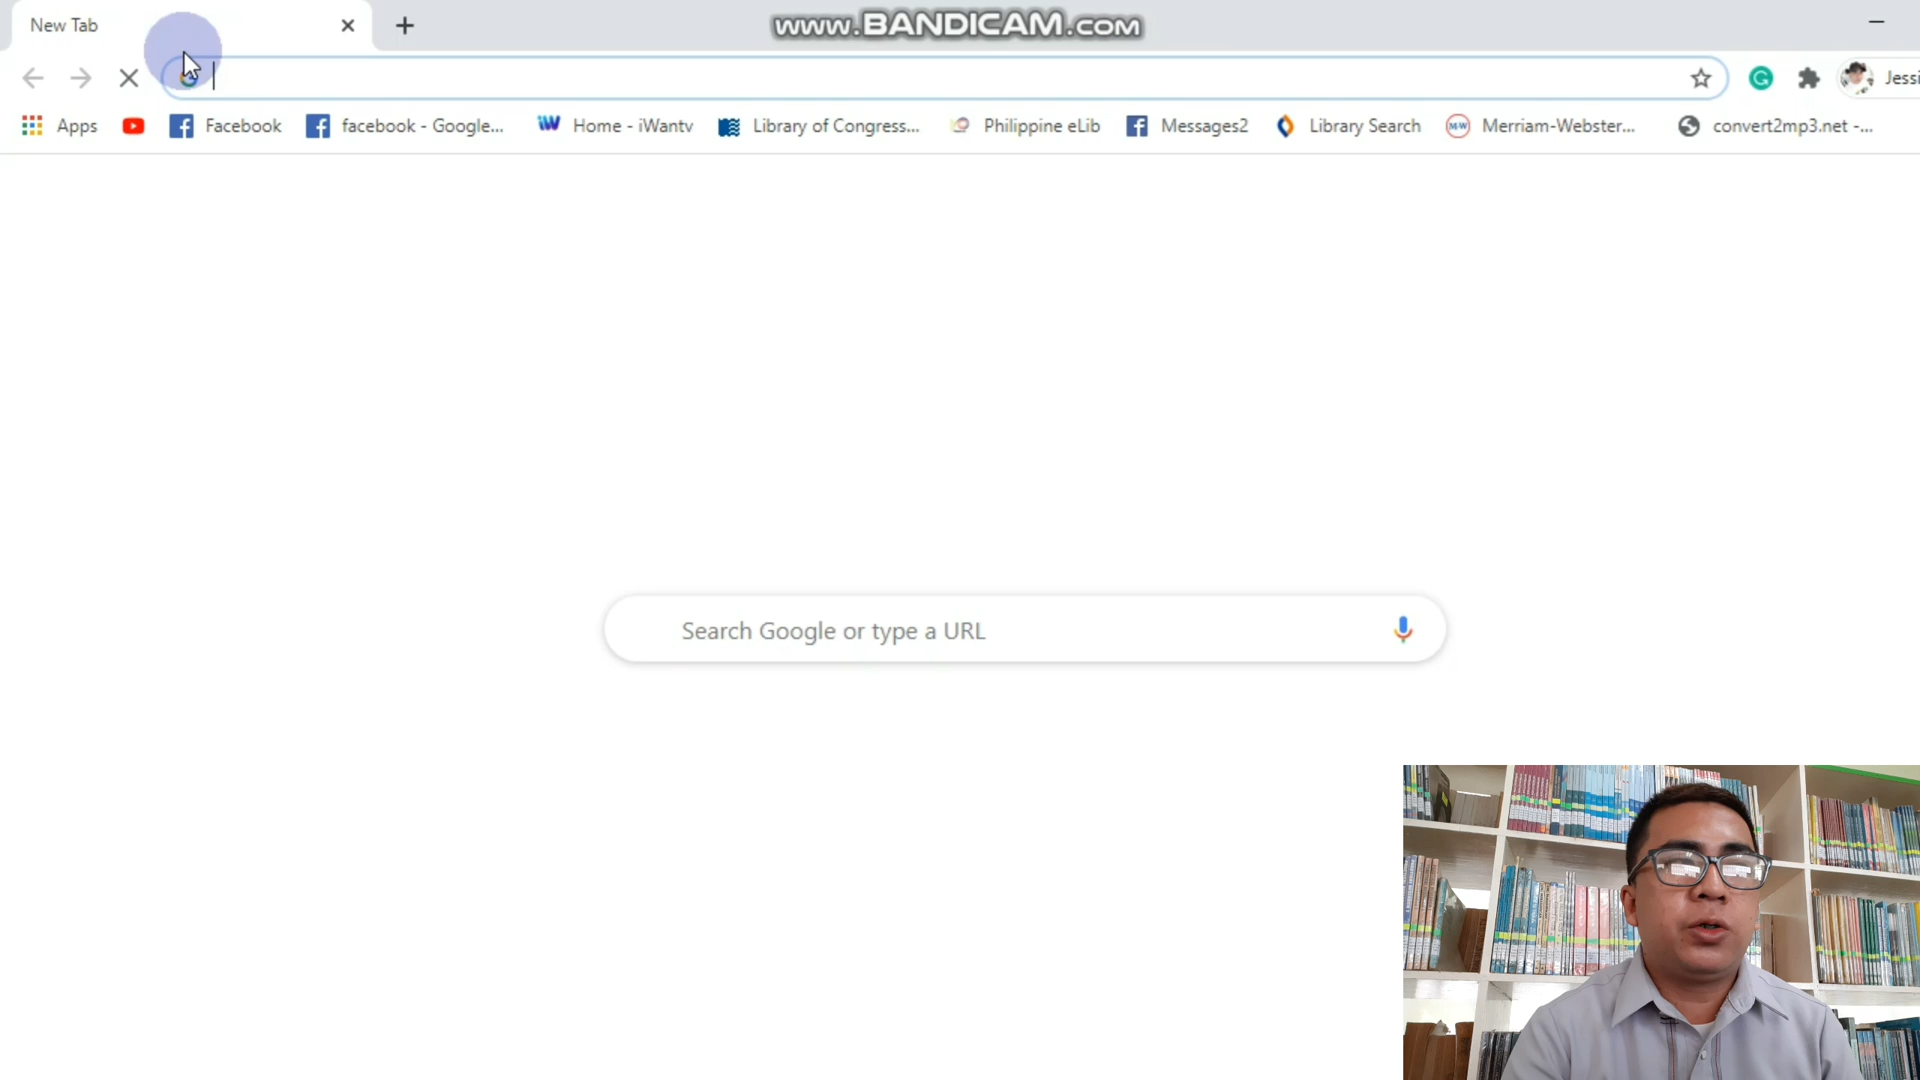 New Tab
www.BANDICAM.com
Jessi
Apps
Facebook
facebook - Google...
Home - iWantv
Library of Congress...
Philippine eLib
Messages2
Library Search
Merriam-Webster...
convert2mp3.net -...
Search Google or type a URL